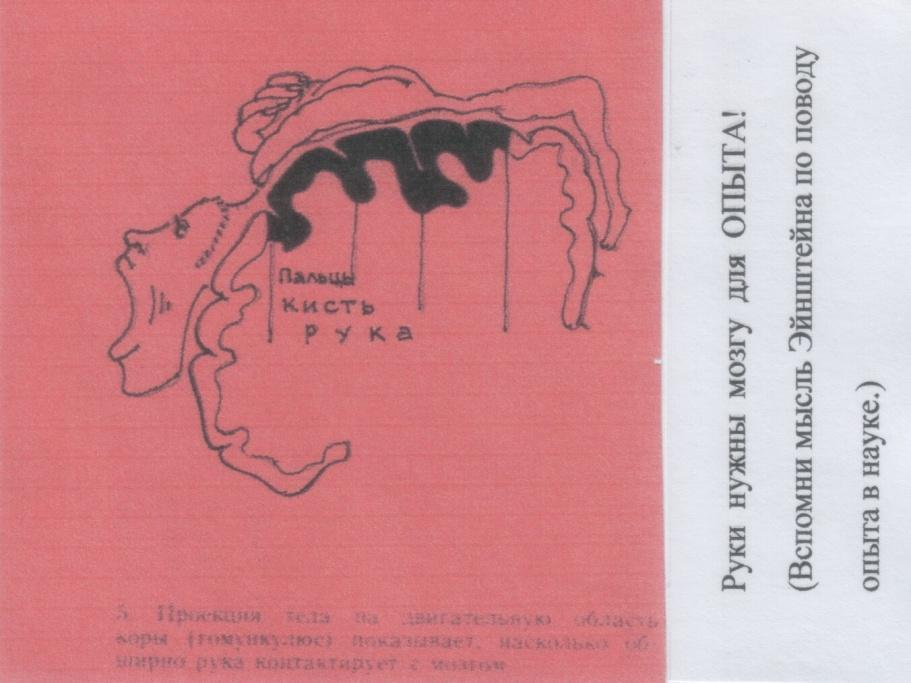 Пальцы
кисть
рука
5. Проекция тела на двигательную область
коры (гомункулюс) показывает, насколько об-
ширно рука контактирует с мозгом
Руки нужны мозгу для ОПЫТА!
(Вспомни мысль Эйнштейна по поводу
опыта в науке.)